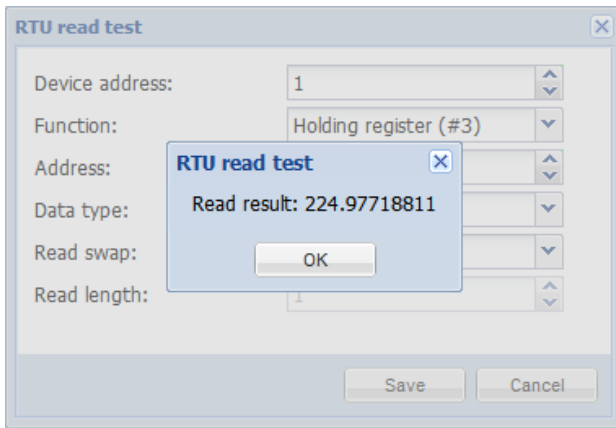 RTU read test
Device address: 1
Function: Holding register (#3)
Address:
RTU read test
Data type:
Read result: 224.97718811
Read swap:
OK
Read length: 1
Save Cancel